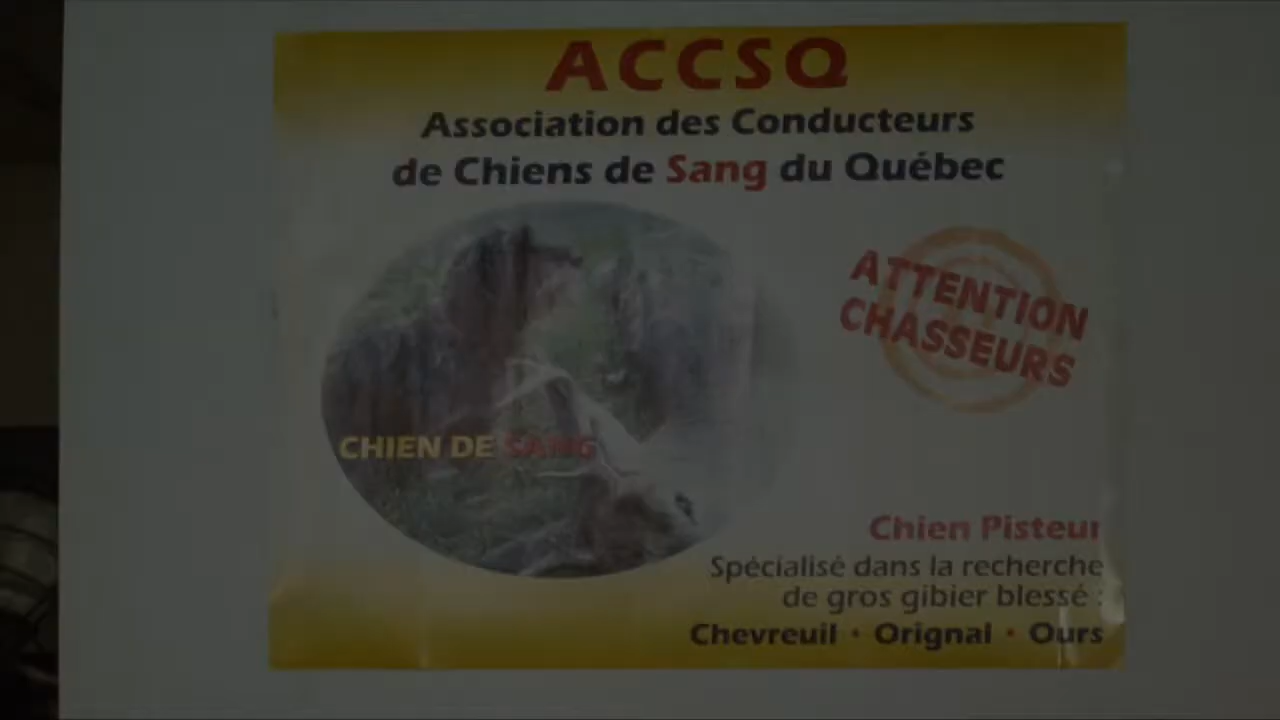 ACCSQ
Association des Conducteurs
de Chiens de Sang du Québec
ATTENTION
CHASSEURS
CHIEN DE SANG
Chien Pisteur
Spécialisé dans la recherche
de gros gibier blessé :
Chevreuil • Orignal • Ours